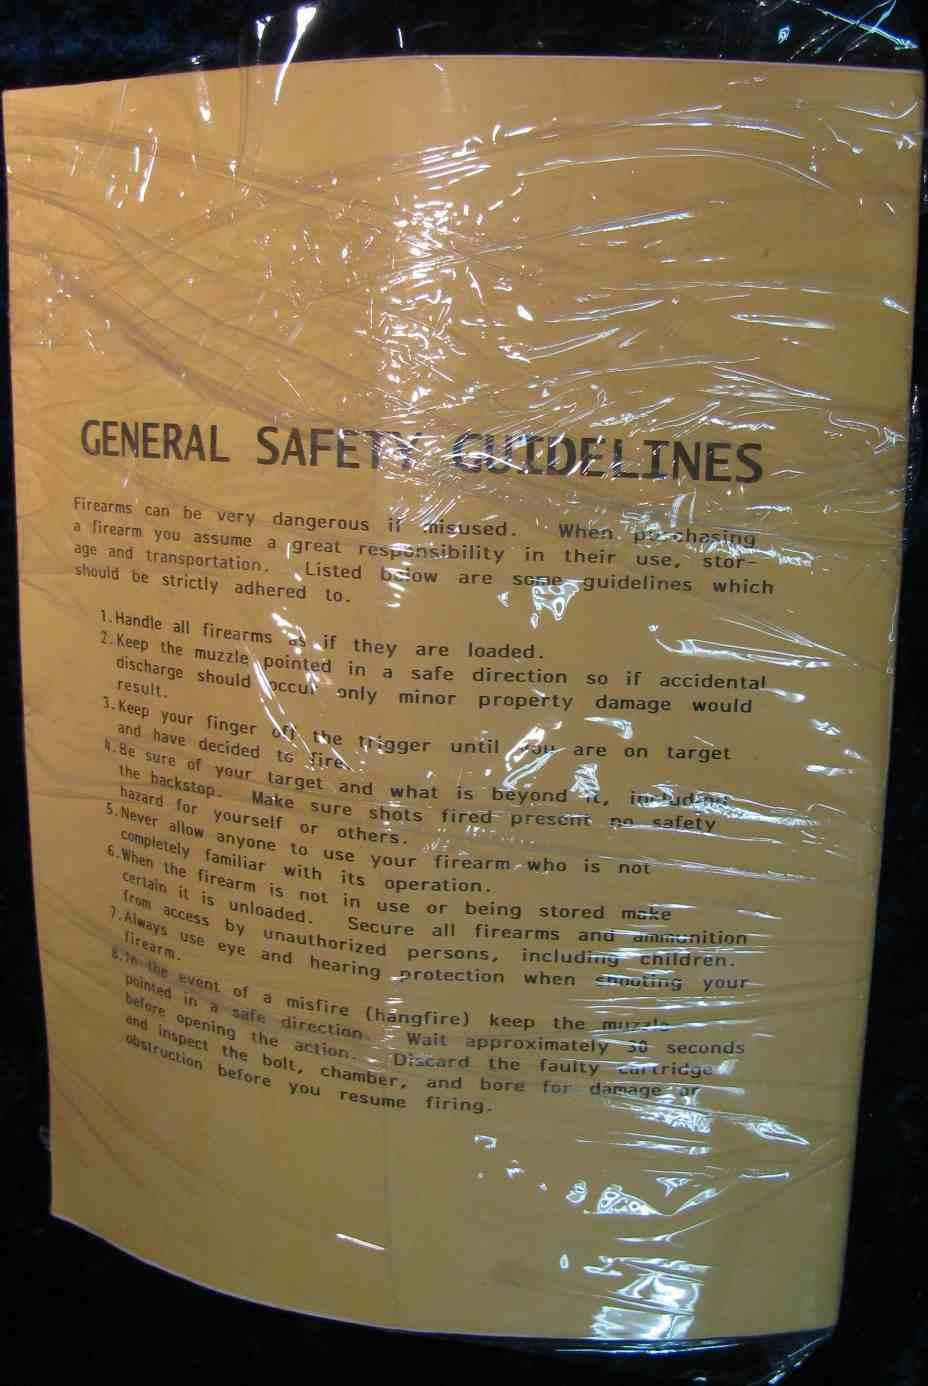 GENERAL SAFETY GUIDELINES
Firearms can be very dangerous if misused. When purchasing
a firearm you assume a great responsibility in their use, stor-
age and transportation. Listed below are some guidelines which
should be strictly adhered to.
1. Handle all firearms as if they are loaded.
2. Keep the muzzle pointed in a safe direction so if accidental
discharge should occur only minor property damage would
result.
3. Keep your finger off the trigger until you are on target
and have decided to fire.
4. Be sure of your target and what is beyond it, including
the backstop. Make sure shots fired present no safety
hazard for yourself or others.
5. Never allow anyone to use your firearm who is not
completely familiar with its operation.
6. When the firearm is not in use or being stored make
certain it is unloaded. Secure all firearms and ammunition
from access by unauthorized persons, including children.
7. Always use eye and hearing protection when shooting your
firearm.
8. In the event of a misfire (hangfire) keep the muzzle
pointed in a safe direction. Wait approximately 30 seconds
before opening the action. Discard the faulty cartridge
and inspect the bolt, chamber, and bore for damage or
obstruction before you resume firing.